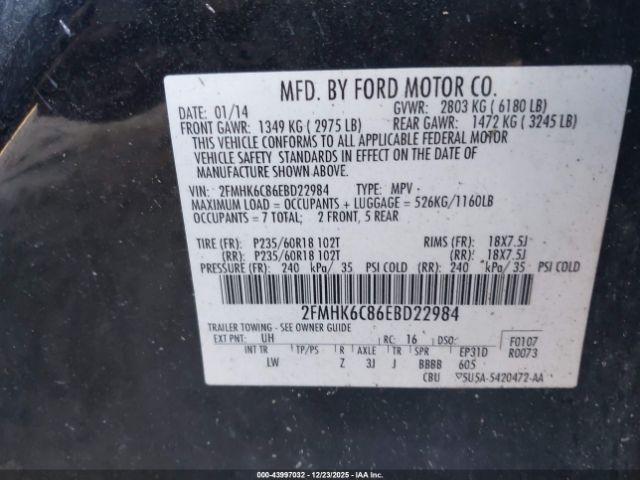 MFD. BY FORD MOTOR CO.
DATE: 01/14 GVWR: 2803 KG ( 6180 LB)
FRONT GAWR: 1349 KG ( 2975 LB) REAR GAWR: 1472 KG ( 3245 LB)
THIS VEHICLE CONFORMS TO ALL APPLICABLE FEDERAL MOTOR
VEHICLE SAFETY STANDARDS IN EFFECT ON THE DATE OF
MANUFACTURE SHOWN ABOVE.
VIN: 2FMHK6C86EBD22984 TYPE: MPV
MAXIMUM LOAD = OCCUPANTS + LUGGAGE = 526KG/1160LB
OCCUPANTS = 7 TOTAL; 2 FRONT, 5 REAR
TIRE (FR): P235/60R18 102T RIMS (FR): 18X7.5J
(RR): P235/60R18 102T (RR): 18X7.5J
PRESSURE (FR): 240 kPa/ 35 PSI COLD (RR): 240 kPa/ 35 PSI COLD
2FMHK6C86EBD22984
TRAILER TOWING - SEE OWNER GUIDE
EXT PNT: UH RC: 16 DSO: F0107
INT TR TP/PS R AXLE TR SPR EP31D R0073
LW Z 3J J BBBB 605
CBU 5U5A-5420472-AA
000-43997032 - 12/23/2025 - IAAI.COM